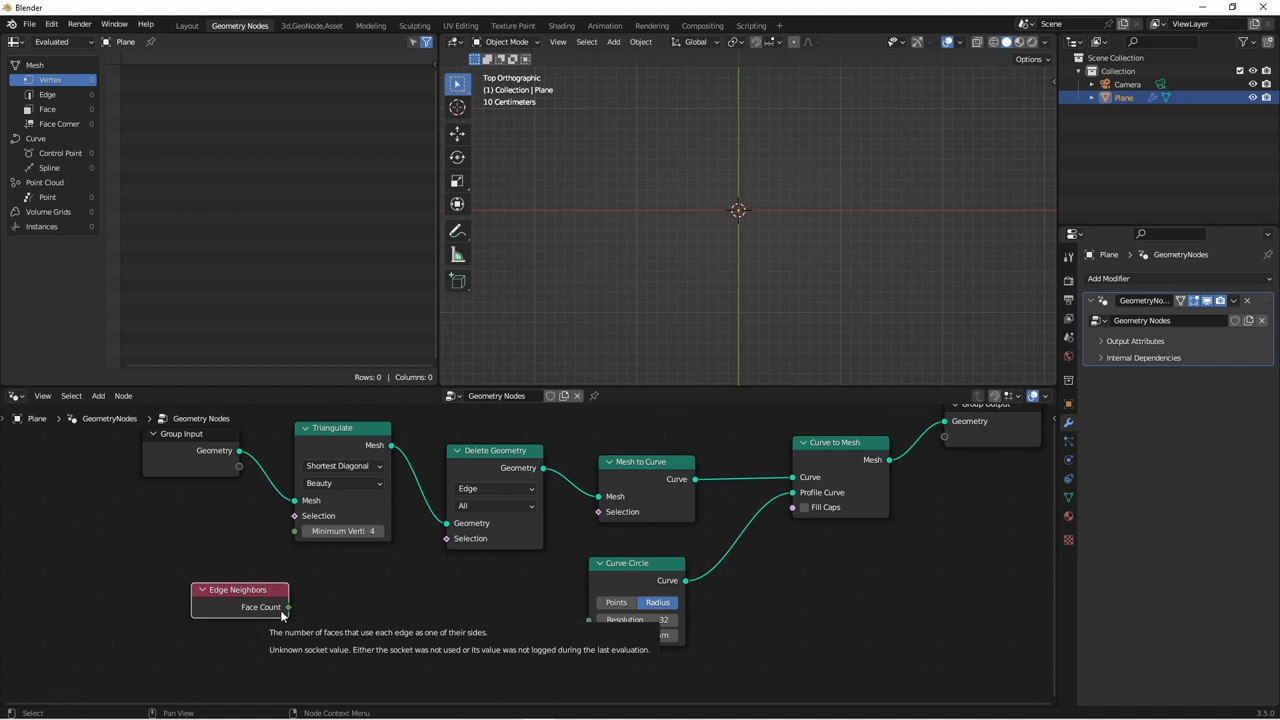 Blender
File Edit Render Window Help Layout Geometry Nodes 3d,GeoNode,Asset Modeling Sculpting UV Editing Texture Paint Shading Animation Rendering Compositing Scripting + Scene ViewLayer
Evaluated Plane
Mesh
Vertex 0
Edge 0
Face 0
Face Corner 0
Curve
Control Point 0
Spline 0
Point Cloud
Point 0
Volume Grids 0
Instances 0
Rows: 0 | Columns: 0
Object Mode View Select Add Object Global
Options
Top Orthographic
(1) Collection | Plane
10 Centimeters
Scene Collection
Collection
Camera
Plane
Plane > GeometryNodes
Add Modifier
GeometryNo...
Geometry Nodes
Output Attributes
Internal Dependencies
View Select Add Node Geometry Nodes
Plane > GeometryNodes > Geometry Nodes
Group Input
Geometry
Triangulate
Mesh
Shortest Diagonal
Beauty
Mesh
Selection
Minimum Verti 4
Delete Geometry
Geometry
Edge
All
Geometry
Selection
Mesh to Curve
Curve
Mesh
Selection
Curve to Mesh
Mesh
Curve
Profile Curve
Fill Caps
Group Output
Geometry
Curve Circle
Curve
Points Radius
Resolution 32
Edge Neighbors
Face Count
The number of faces that use each edge as one of their sides.
Unknown socket value. Either the socket was not used or its value was not logged during the last evaluation.
Select Pan View Node Context Menu 3.5.0